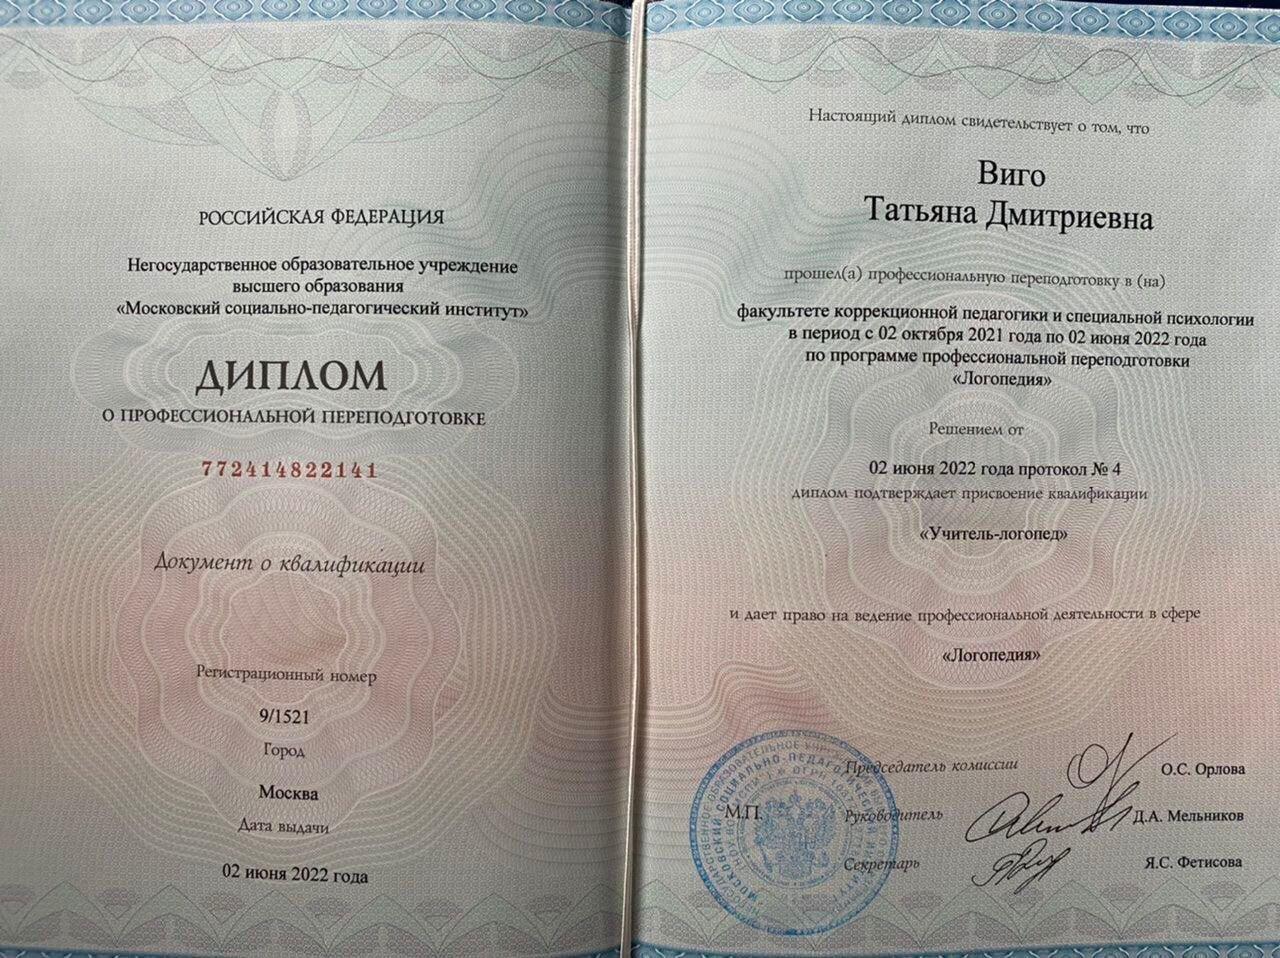 РОССИЙСКАЯ ФЕДЕРАЦИЯ
Негосударственное образовательное учреждение
высшего образования
«Московский социально-педагогический институт»
ДИПЛОМ
О ПРОФЕССИОНАЛЬНОЙ ПЕРЕПОДГОТОВКЕ
772414822141
Документ о квалификации
Регистрационный номер
9/1521
Город
Москва
Дата выдачи
02 июня 2022 года
Настоящий диплом свидетельствует о том, что
Виго
Татьяна Дмитриевна
прошел(а) профессиональную переподготовку в (на)
факультете коррекционной педагогики и специальной психологии
в период с 02 октября 2021 года по 02 июня 2022 года
по программе профессиональной переподготовки
«Логопедия»
Решением от
02 июня 2022 года протокол № 4
диплом подтверждает присвоение квалификации
«Учитель-логопед»
и дает право на ведение профессиональной деятельности в сфере
«Логопедия»
Председатель комиссии О.С. Орлова
М.П. Руководитель Д.А. Мельников
Секретарь Я.С. Фетисова
МОСКОВСКИЙ СОЦИАЛЬНО-ПЕДАГОГИЧЕСКИЙ ИНСТИТУТ